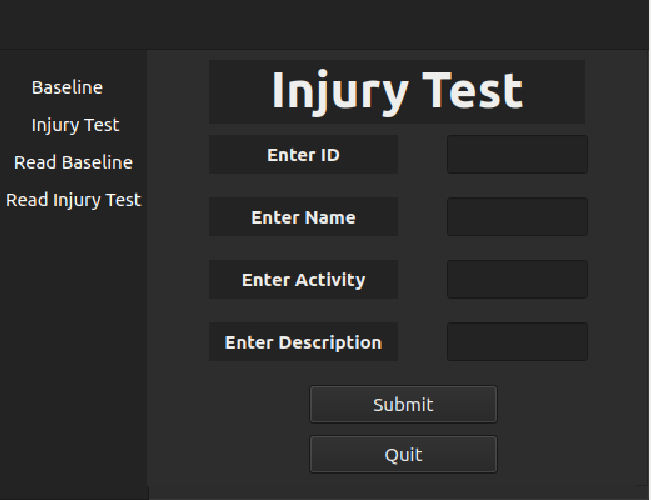 Baseline
Injury Test
Read Baseline
Read Injury Test
Injury Test
Enter ID
Enter Name
Enter Activity
Enter Description
Submit
Quit